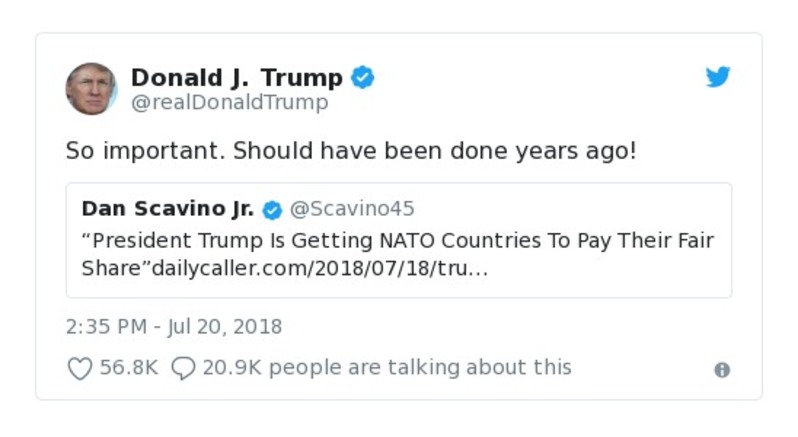 Donald J. Trump
@realDonaldTrump
So important. Should have been done years ago!
Dan Scavino Jr. @Scavino45
“President Trump Is Getting NATO Countries To Pay Their Fair
Share”dailycaller.com/2018/07/18/tru...
2:35 PM - Jul 20, 2018
56.8K 20.9K people are talking about this